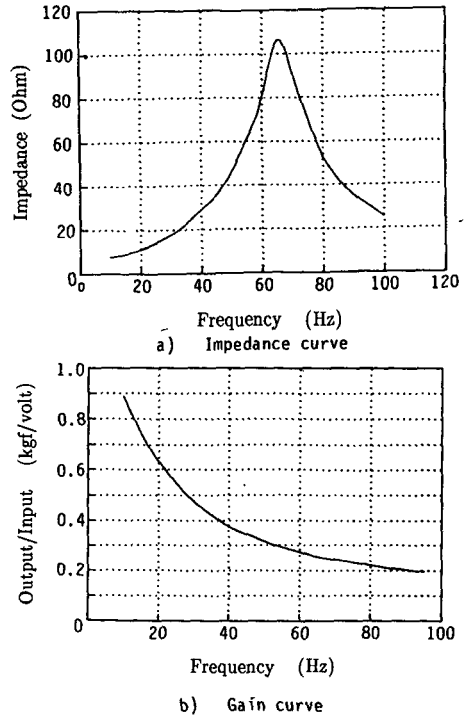 120
100
80
60
40
20
0
Impedance (Ohm)
0 20 40 60 80 100 120
Frequency (Hz)
a) Impedance curve
1.0
0.8
0.6
0.4
0.2
0
Output/Input (kgf/volt)
20 40 60 80 100
Frequency (Hz)
b) Gain curve